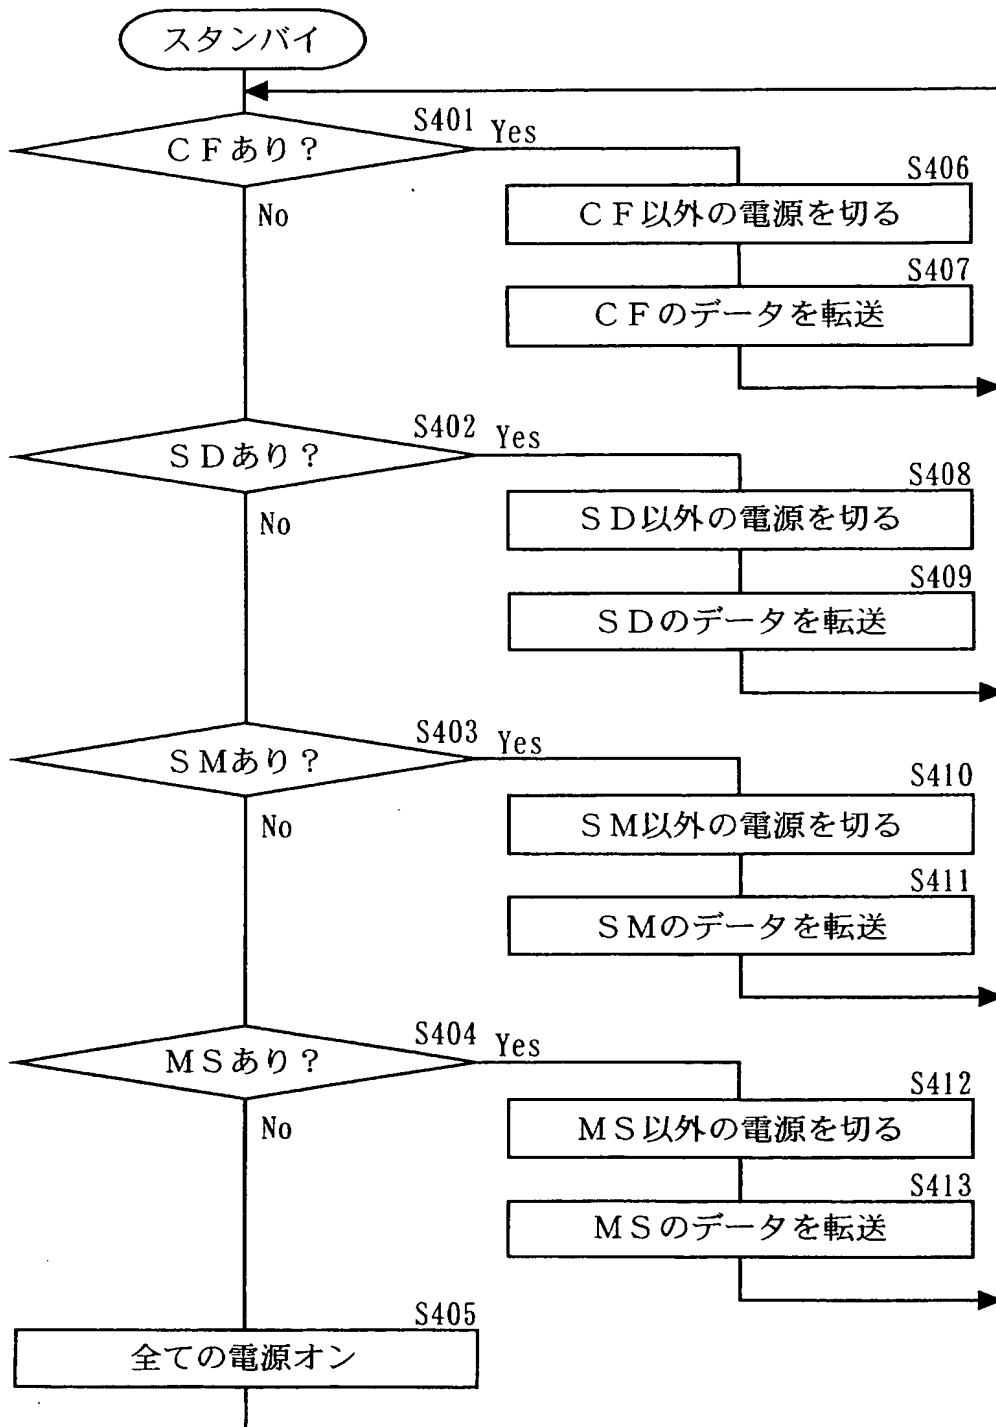 スタンバイ
S401
CFあり?
Yes
No
S406
CF以外の電源を切る
S407
CFのデータを転送
S402
SDあり?
Yes
No
S408
SD以外の電源を切る
S409
SDのデータを転送
S403
SMあり?
Yes
No
S410
SM以外の電源を切る
S411
SMのデータを転送
S404
MSあり?
Yes
No
S412
MS以外の電源を切る
S413
MSのデータを転送
S405
全ての電源オン